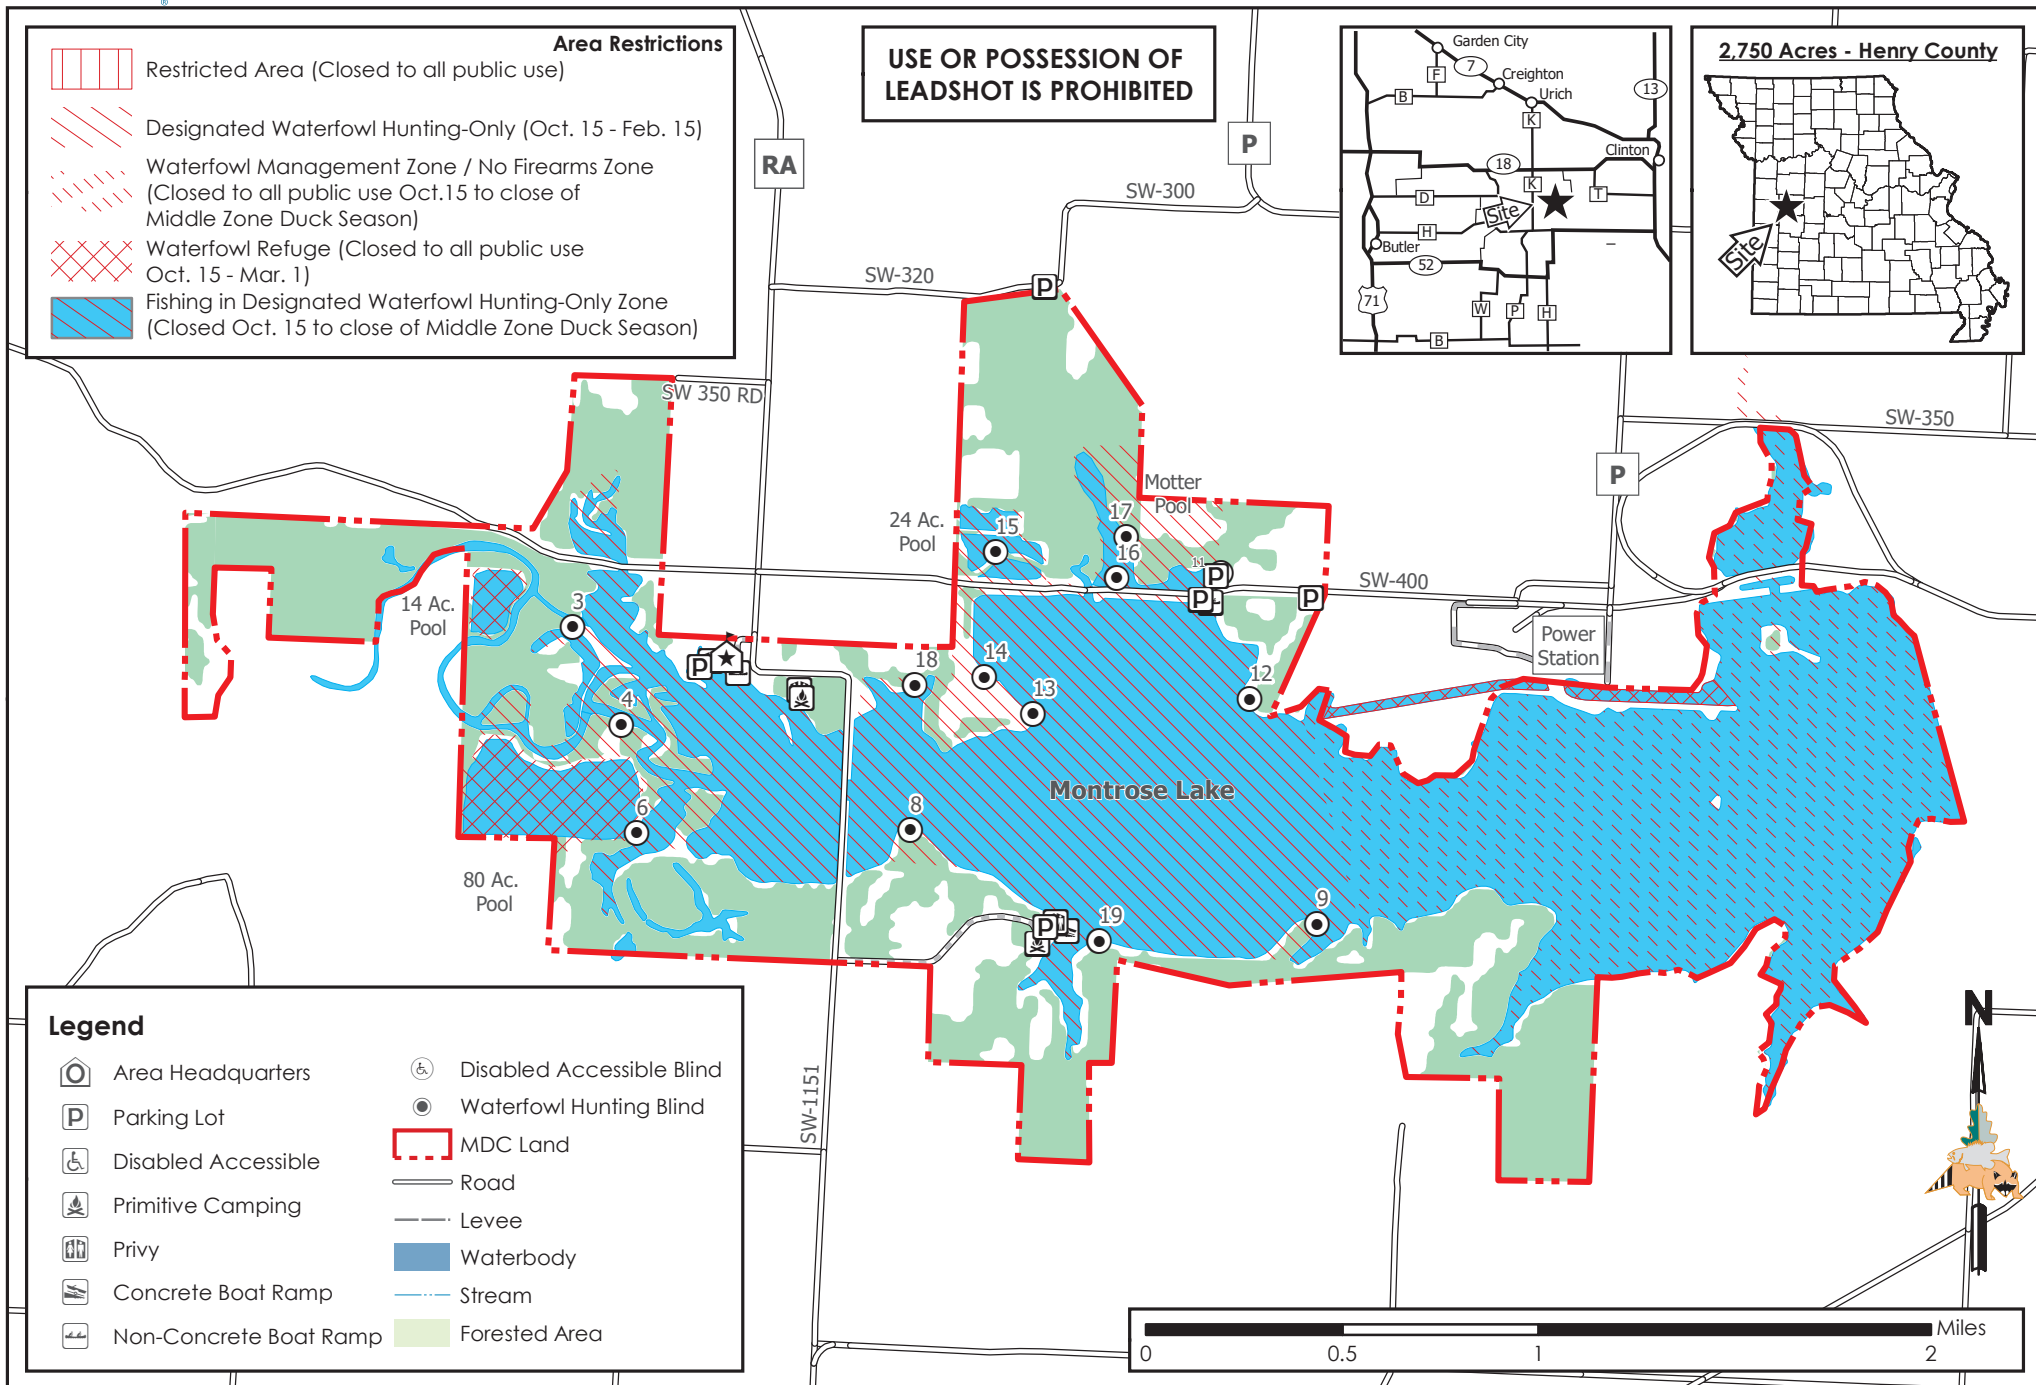 Area Restrictions
Restricted Area (Closed to all public use)
Designated Waterfowl Hunting-Only (Oct. 15 - Feb. 15)
Waterfowl Management Zone / No Firearms Zone
(Closed to all public use Oct.15 to close of
Middle Zone Duck Season)
Waterfowl Refuge (Closed to all public use
Oct. 15 - Mar. 1)
Fishing in Designated Waterfowl Hunting-Only Zone
(Closed Oct. 15 to close of Middle Zone Duck Season)
USE OR POSSESSION OF
LEADSHOT IS PROHIBITED
Garden City
7
F
Creighton
B
Urich
13
K
Clinton
18
K
D
T
Site
H
Butler
52
71
W
P
H
B
2,750 Acres - Henry County
Site
RA
P
SW-300
SW-320
P
SW 350 RD
SW-350
P
Motter
Pool
24 Ac.
Pool
15
17
16
11
P
P
P
SW-400
14 Ac.
Pool
3
Power
Station
P
18
14
13
12
4
Montrose Lake
6
8
80 Ac.
Pool
9
P
19
SW-1151
Legend
Area Headquarters
P
Parking Lot
Disabled Accessible
Primitive Camping
Privy
Concrete Boat Ramp
Non-Concrete Boat Ramp
Disabled Accessible Blind
Waterfowl Hunting Blind
MDC Land
Road
Levee
Waterbody
Stream
Forested Area
N
Miles
0
0.5
1
2